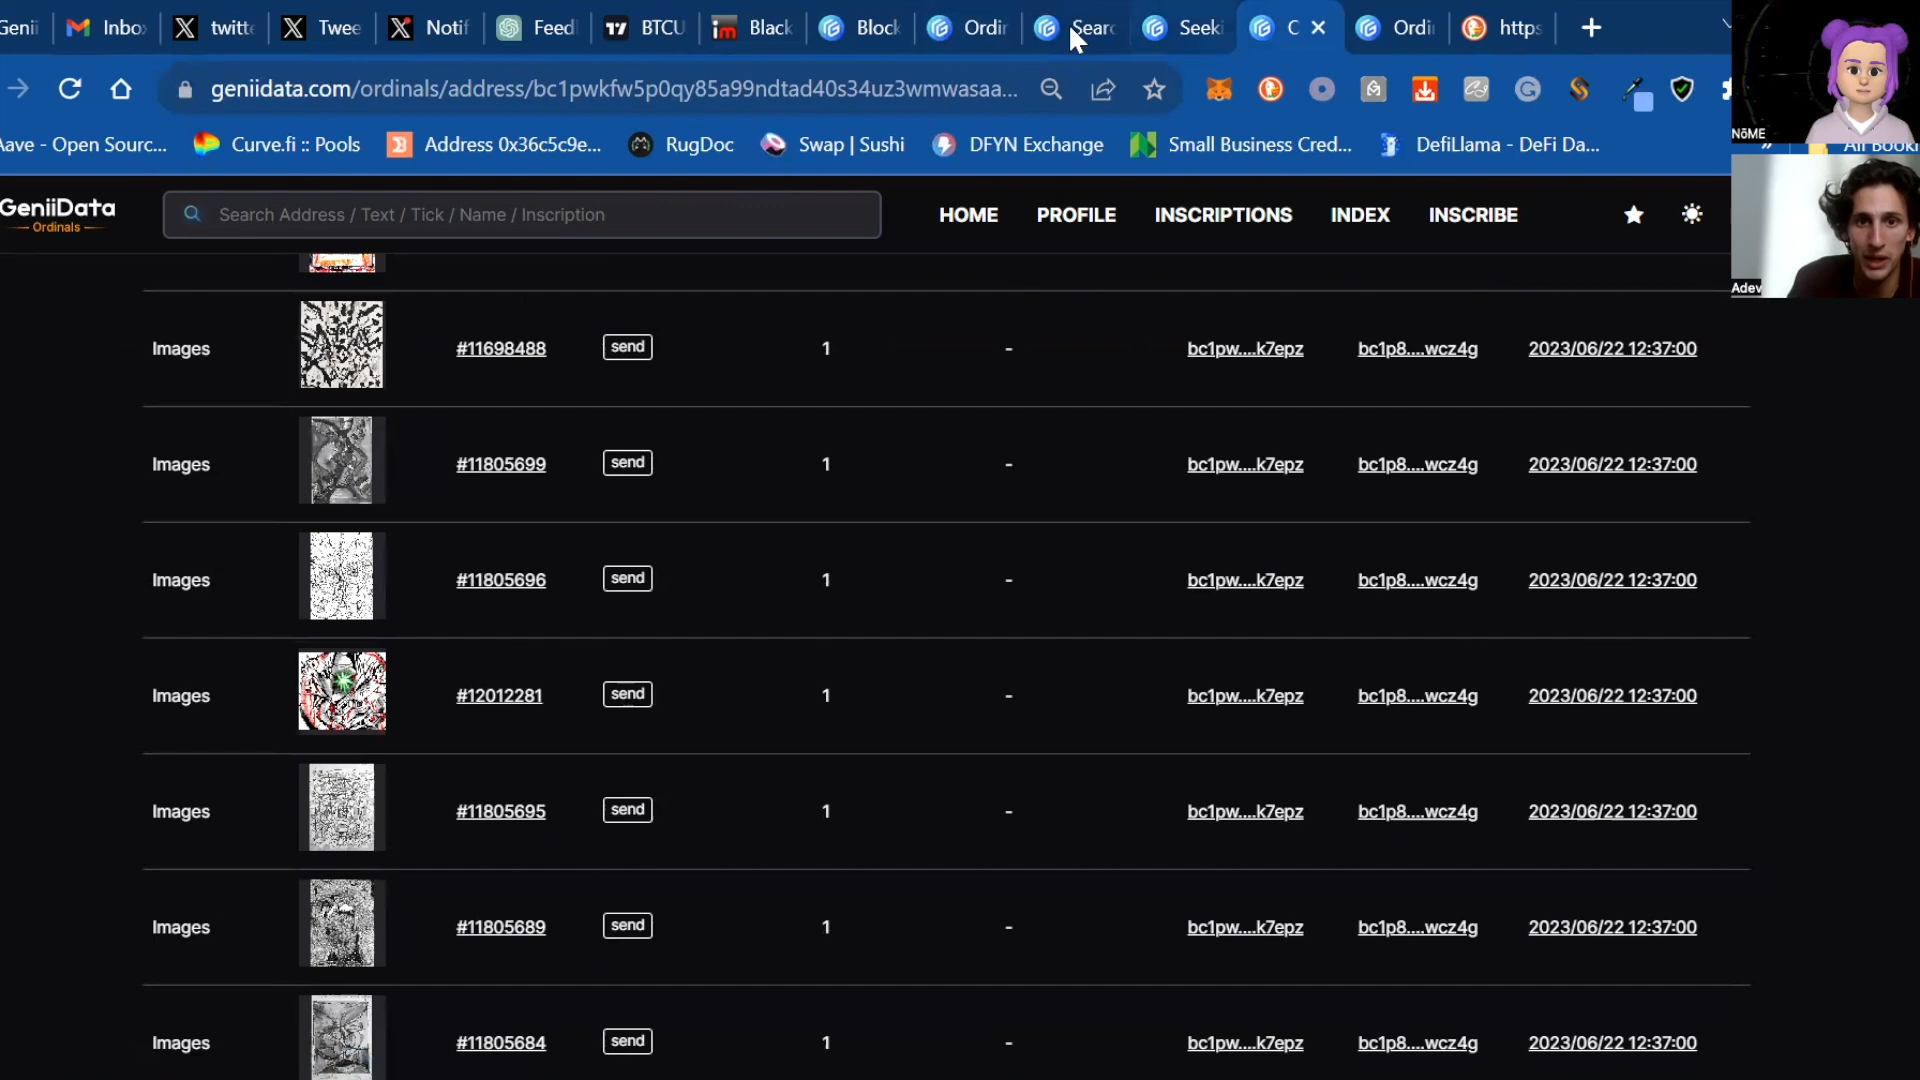 Genii Inbo twitte Twee Notif Feed BTCU Black Block Ordin Searc Seeki C Ordi https
geniidata.com/ordinals/address/bc1pwkfw5p0qy85a99ndtad40s34uz3wmwasaa...
Aave - Open Sourc... Curve.fi :: Pools Address 0x36c5c9e... RugDoc Swap | Sushi DFYN Exchange Small Business Cred... DefiLlama - DeFi Da... » All Booki
NōME
GeniiData
Ordinals
Search Address / Text / Tick / Name / Inscription
HOME PROFILE INSCRIPTIONS INDEX INSCRIBE
Adev
Images #11698488 send 1 - bc1pw....k7epz bc1p8....wcz4g 2023/06/22 12:37:00
Images #11805699 send 1 - bc1pw....k7epz bc1p8....wcz4g 2023/06/22 12:37:00
Images #11805696 send 1 - bc1pw....k7epz bc1p8....wcz4g 2023/06/22 12:37:00
Images #12012281 send 1 - bc1pw....k7epz bc1p8....wcz4g 2023/06/22 12:37:00
Images #11805695 send 1 - bc1pw....k7epz bc1p8....wcz4g 2023/06/22 12:37:00
Images #11805689 send 1 - bc1pw....k7epz bc1p8....wcz4g 2023/06/22 12:37:00
Images #11805684 send 1 - bc1pw....k7epz bc1p8....wcz4g 2023/06/22 12:37:00